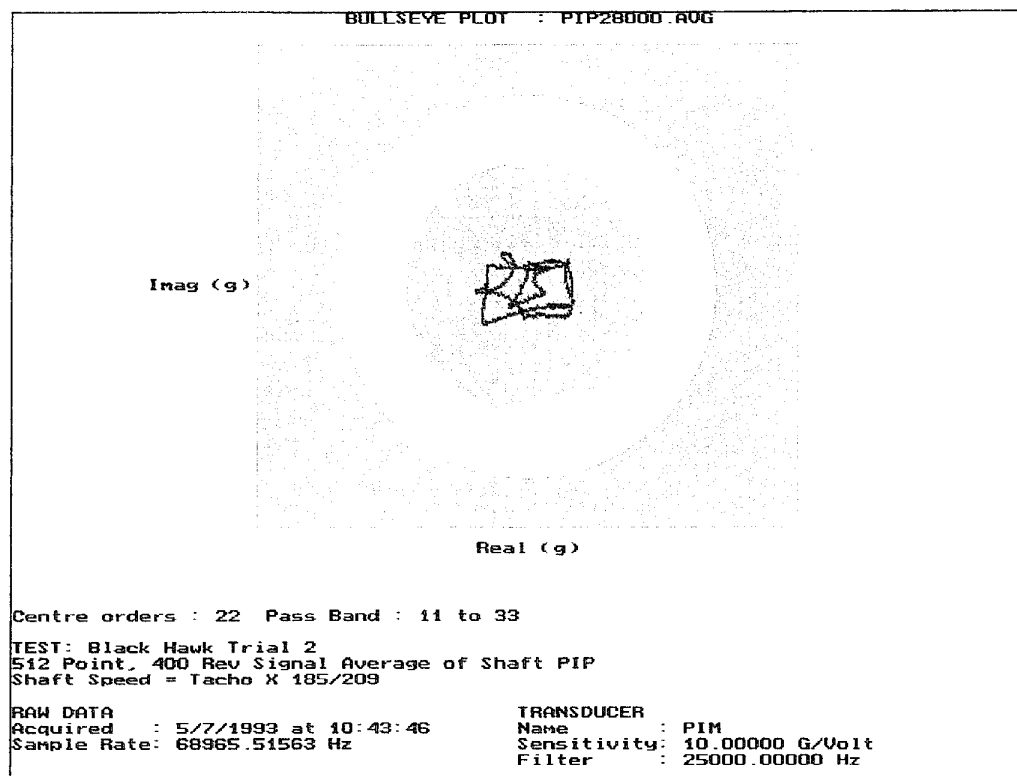 BULLSEYE PLOT : PIP28000.AVG
Imag (g)
Real (g)
Centre orders : 22 Pass Band : 11 to 33
TEST: Black Hawk Trial 2
512 Point, 400 Rev Signal Average of Shaft PIP
Shaft Speed = Tacho X 185/209
RAW DATA
Acquired : 5/7/1993 at 10:43:46
Sample Rate: 68965.51563 Hz
TRANSDUCER
Name : PIM
Sensitivity: 10.00000 G/Volt
Filter : 25000.00000 Hz